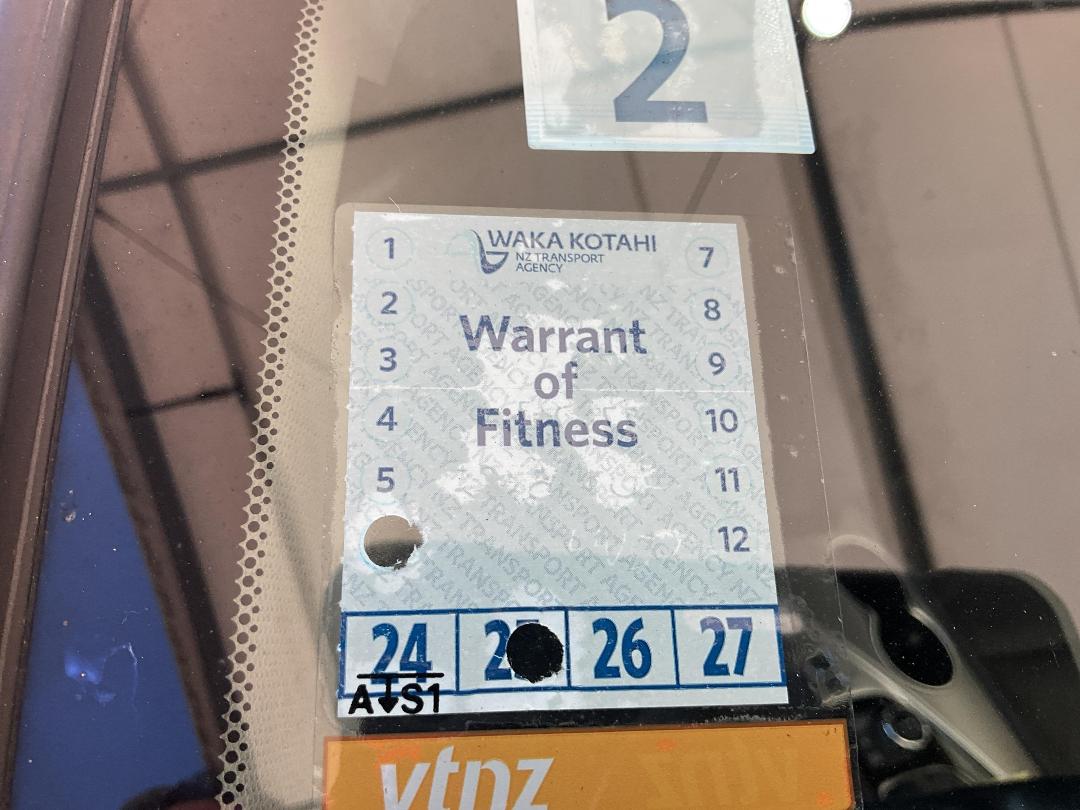 2
1
WAKA KOTAHI
7
NZ TRANSPORT
AGENCY
2
8
Warrant
3
of
9
4
Fitness
10
5
11
12
24
2
26
27
A↓S1
vtnz